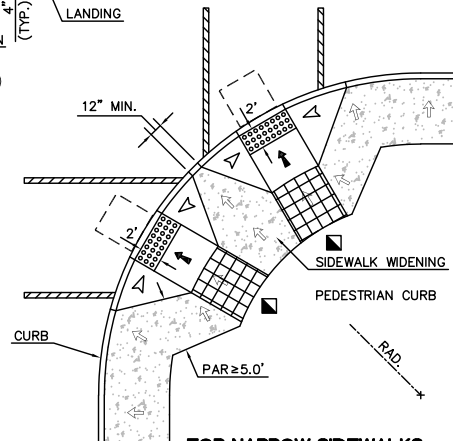 4"
(TYP.)
LANDING
12" MIN.
2'
2'
SIDEWALK WIDENING
PEDESTRIAN CURB
CURB
PAR≥5.0'
RAD.